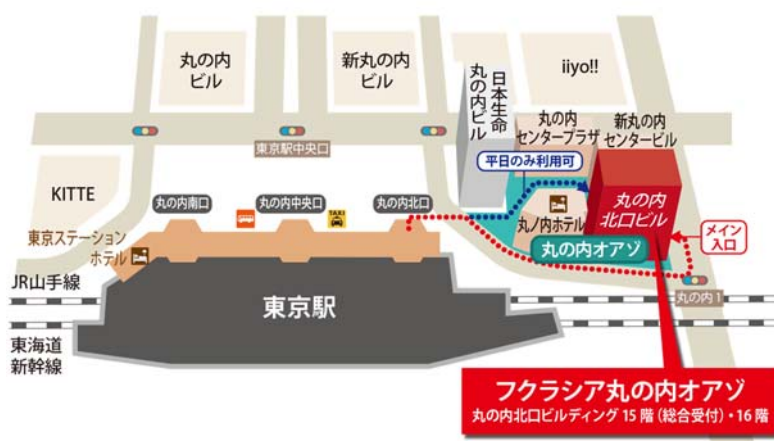 丸の内
ビル
新丸の内
ビル
日本生命
丸の内ビル
iiyo!!
丸の内
センタープラザ
新丸の内
センタービル
東京駅中央口
平日のみ利用可
KITTE
丸の内南口
丸の内中央口
丸の内北口
TAXI
丸の内
北口ビル
丸ノ内ホテル
メイン
入口
東京ステーション
ホテル
丸の内オアゾ
JR山手線
東京駅
丸の内1
東海道
新幹線
フクラシア丸の内オアゾ
丸の内北口ビルディング 15 階 (総合受付)・16 階